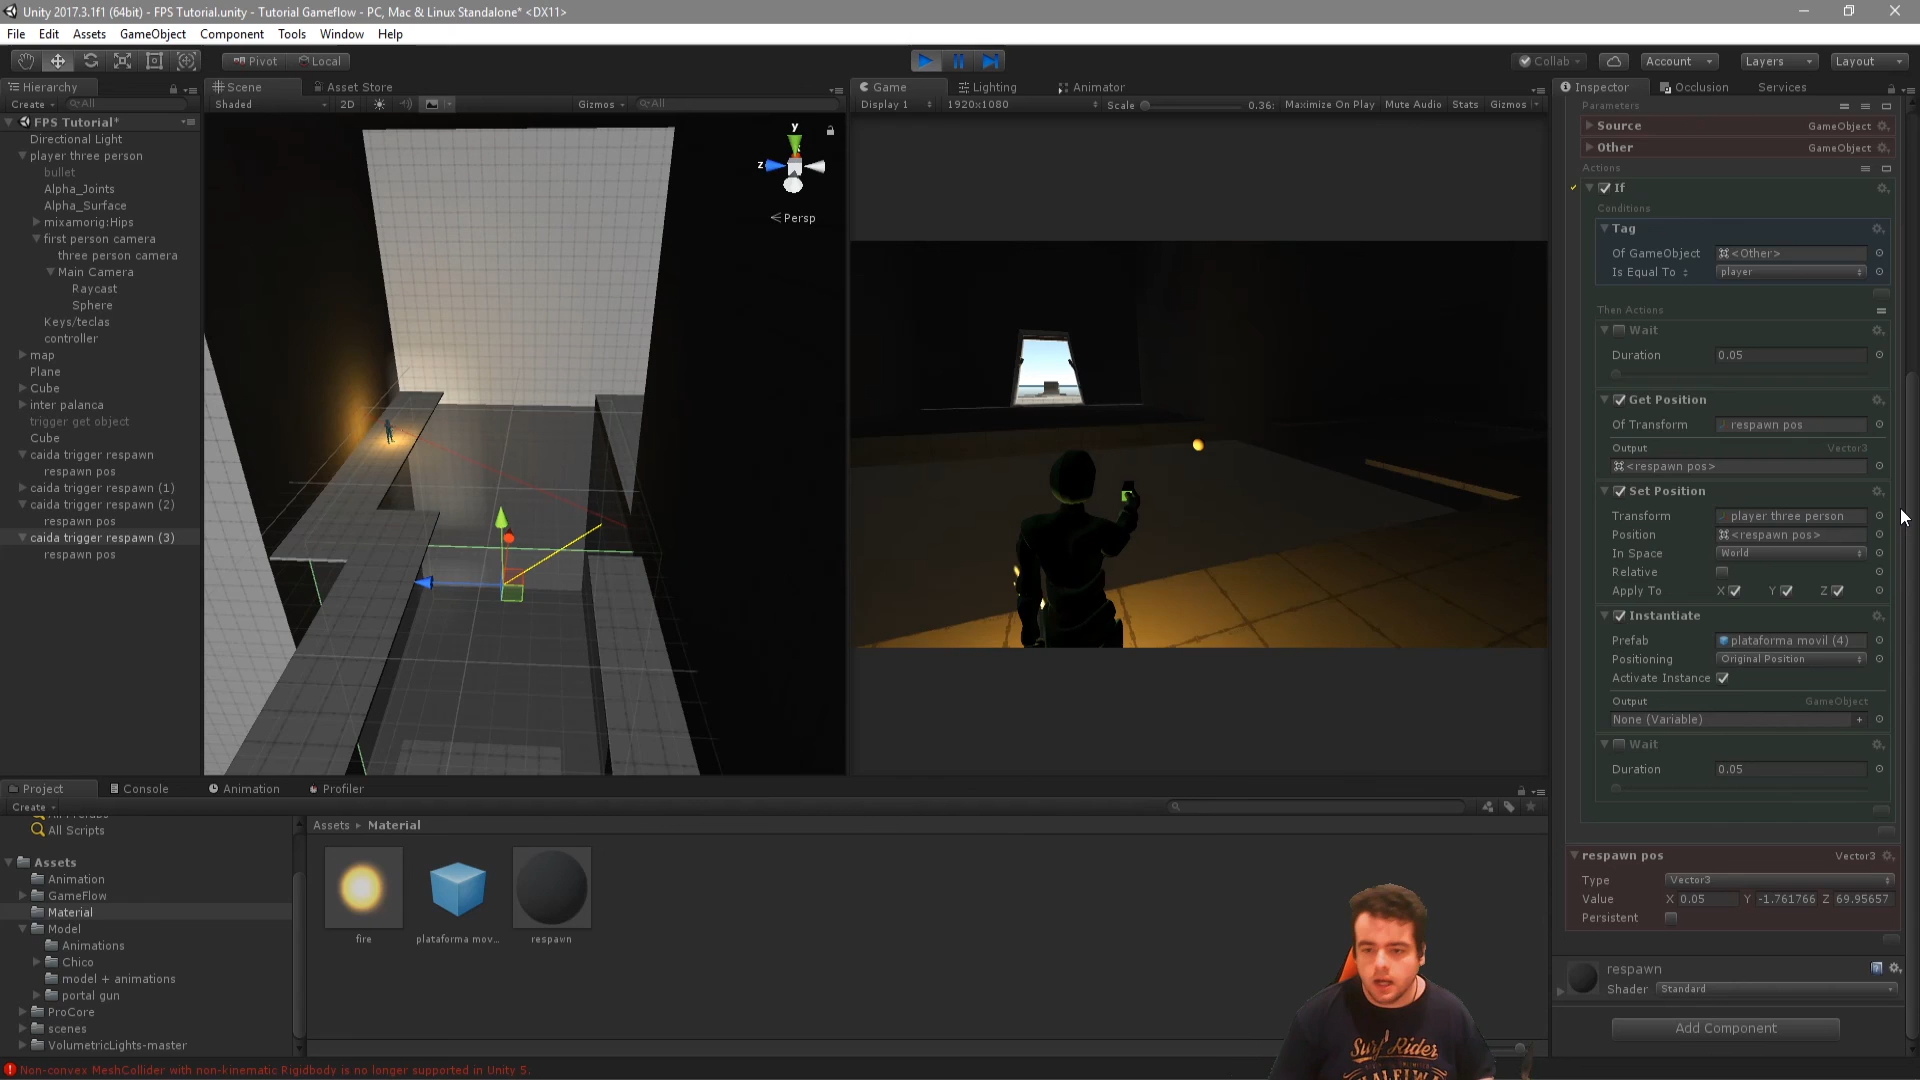 Unity 2017.3.1f1 (64bit) - FPS Tutorial.unity - Tutorial Gameflow - PC, Mac & Linux Standalone* <DX11>
File Edit Assets GameObject Component Tools Window Help
Pivot Local Collab Account Layers Layout
Hierarchy
Create All
FPS Tutorial*
Directional Light
player three person
bullet
Alpha_Joints
Alpha_Surface
mixamorig:Hips
first person camera
three person camera
Main Camera
Raycast
Sphere
Keys/teclas
controller
map
Plane
Cube
inter palanca
trigger get object
Cube
caida trigger respawn
respawn pos
caida trigger respawn (1)
caida trigger respawn (2)
respawn pos
caida trigger respawn (3)
respawn pos
Scene Asset Store
Shaded 2D Gizmos All
y
z
Persp
Game Lighting Animator
Display 1 1920x1080 Scale 0.36: Maximize On Play Mute Audio Stats Gizmos
Inspector Occlusion Services
Parameters
Source GameObject
Other GameObject
Actions
If
Conditions
Tag
Of GameObject <Other>
Is Equal To player
Then Actions
Wait
Duration 0.05
Get Position
Of Transform respawn pos
Output Vector3
<respawn pos>
Set Position
Transform player three person
Position <respawn pos>
In Space World
Relative
Apply To X Y Z
Instantiate
Prefab plataforma movil (4)
Positioning Original Position
Activate Instance
Output GameObject
None (Variable) +
Wait
Duration 0.05
respawn pos Vector3
Type Vector3
Value X 0.05 Y -1.761766 Z 69.95657
Persistent
respawn
Shader Standard
Add Component
Project Console Animation Profiler
Create
All Scripts
Assets
Animation
GameFlow
Material
Model
Animations
Chico
model + animations
portal gun
ProCore
scenes
VolumetricLights-master
Assets Material
fire plataforma mov... respawn
Surf Rider
Non-convex MeshCollider with non-kinematic Rigidbody is no longer supported in Unity 5.